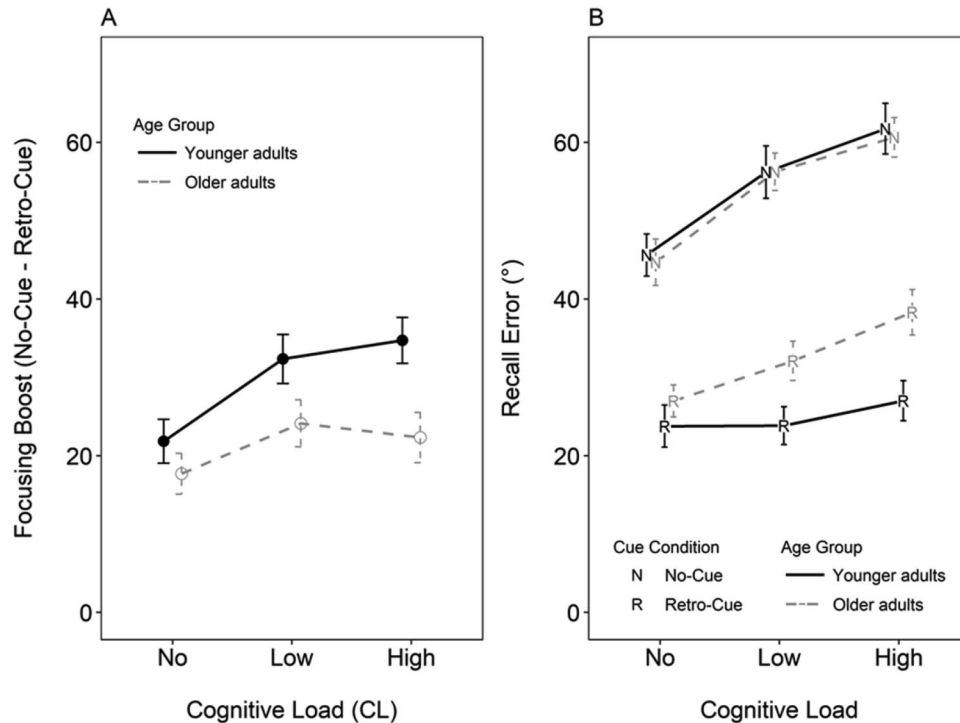 A
Focusing Boost (No-Cue - Retro-Cue)
60
40
20
0
Age Group
Younger adults
Older adults
No Low High
Cognitive Load (CL)
B
Recall Error (°)
60
40
20
0
N N N
N N N
R R R
R R R
Cue Condition
N No-Cue
R Retro-Cue
Age Group
Younger adults
Older adults
No Low High
Cognitive Load